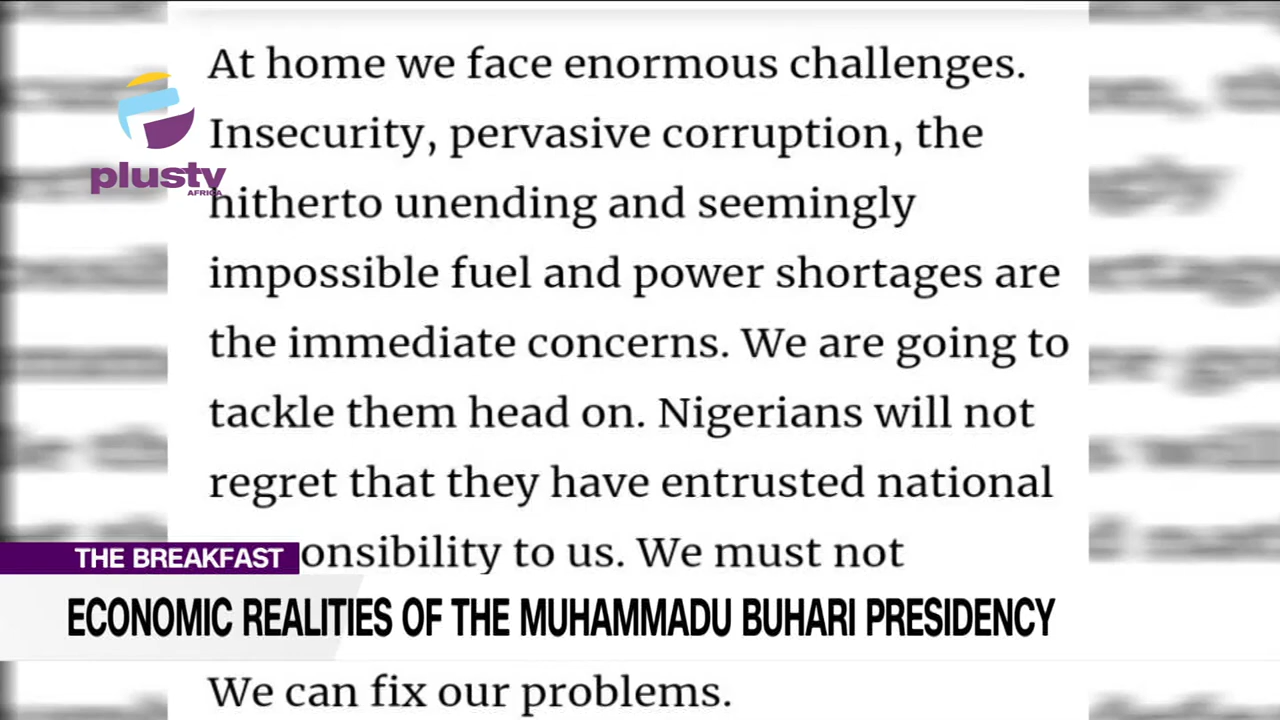 At home we face enormous challenges.
Insecurity, pervasive corruption, the
hitherto unending and seemingly
impossible fuel and power shortages are
the immediate concerns. We are going to
tackle them head on. Nigerians will not
regret that they have entrusted national
onsibility to us. We must not
We can fix our problems.
plustv
AFRICA
THE BREAKFAST
ECONOMIC REALITIES OF THE MUHAMMADU BUHARI PRESIDENCY